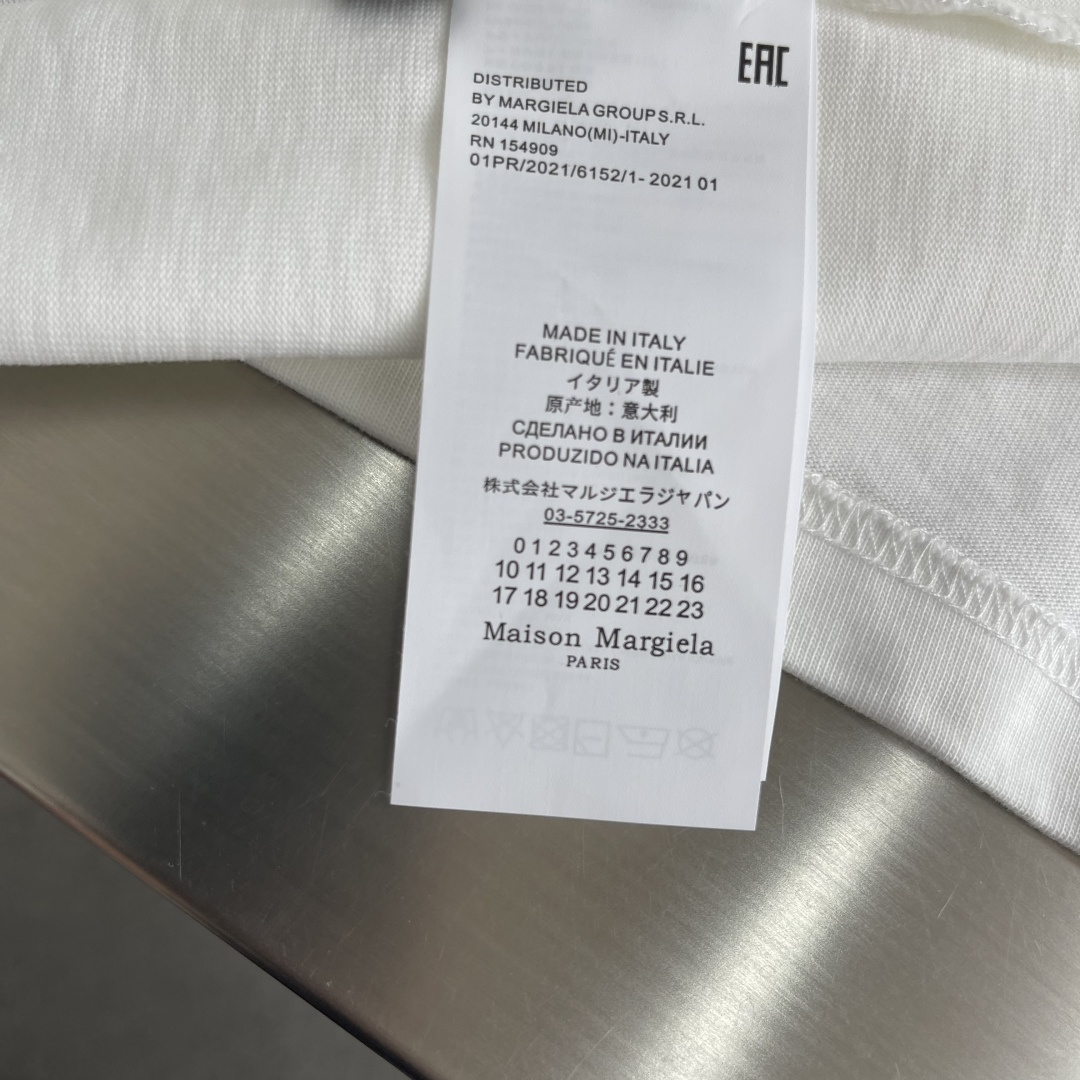 EAC
DISTRIBUTED
BY MARGIELA GROUP S.R.L.
20144 MILANO(MI)-ITALY
RN 154909
01PR/2021/6152/1- 2021 01
MADE IN ITALY
FABRIQUÉ EN ITALIE
イタリア製
原产地：意大利
СДЕЛАНО В ИТАЛИИ
PRODUZIDO NA ITALIA
株式会社マルジエラジヤパン
03-5725-2333
0 1 2 3 4 5 6 7 8 9
10 11 12 13 14 15 16
17 18 19 20 21 22 23
Maison Margiela
PARIS